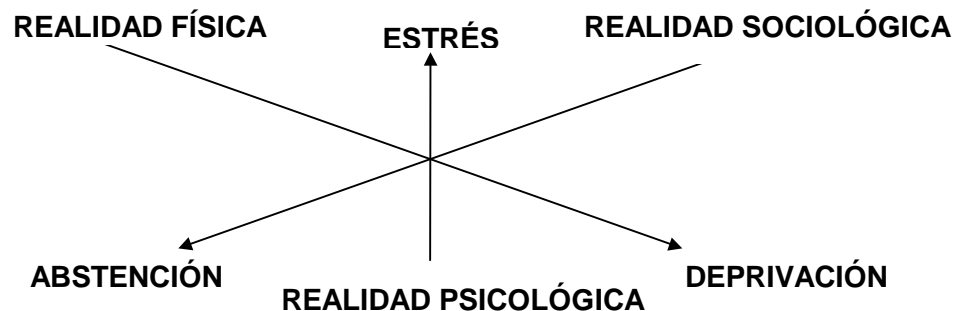 REALIDAD FÍSICA
ESTRÉS
REALIDAD SOCIOLÓGICA
ABSTENCIÓN
REALIDAD PSICOLÓGICA
DEPRIVACIÓN